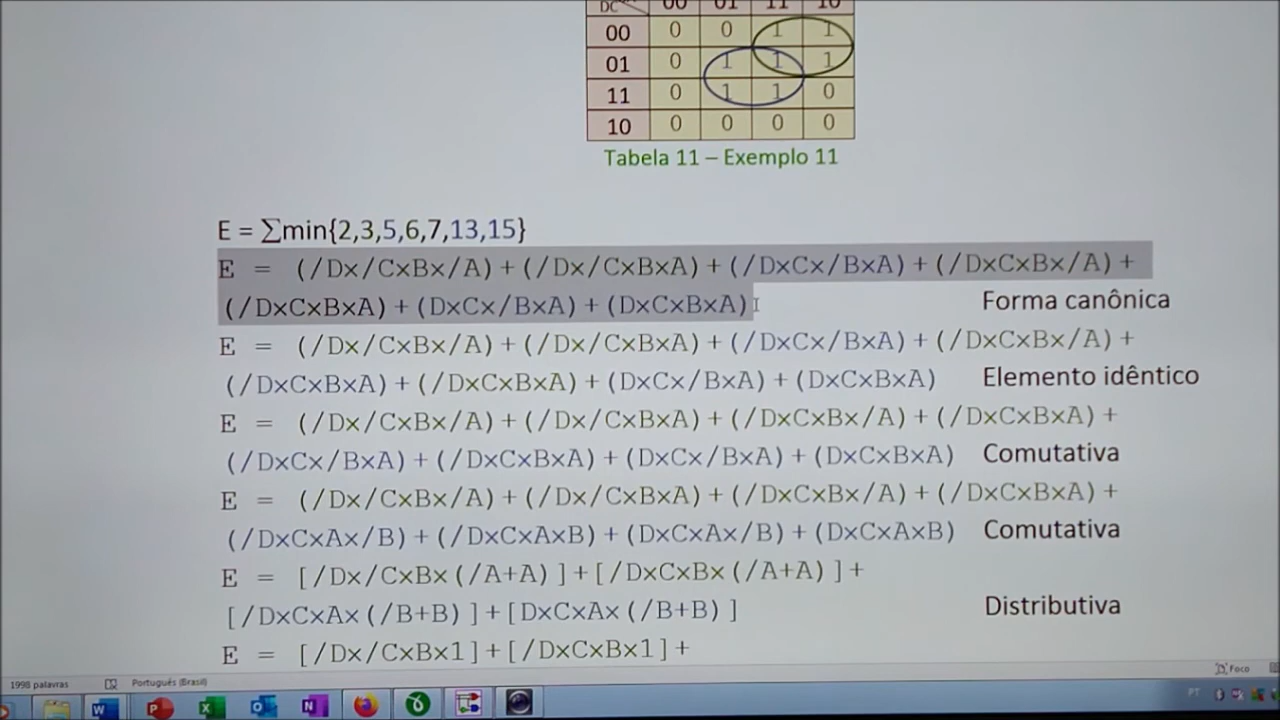 DC 00 01 11 10
00 0 0 1 1
01 0 1 1 1
11 0 1 1 0
10 0 0 0 0
Tabela 11 – Exemplo 11
E = ∑min{2,3,5,6,7,13,15}
E = (/Dx/CxBx/A)+(/Dx/CxBxA)+(/DxCx/BxA)+(/DxCxBx/A)+
(/DxCxBxA)+(DxCx/BxA)+(DxCxBxA) Forma canônica
E = (/Dx/CxBx/A)+(/Dx/CxBxA)+(/DxCx/BxA)+(/DxCxBx/A)+
(/DxCxBxA)+(/DxCxBxA)+(DxCx/BxA)+(DxCxBxA) Elemento idêntico
E = (/Dx/CxBx/A)+(/Dx/CxBxA)+(/DxCxBx/A)+(/DxCxBxA)+
(/DxCx/BxA)+(/DxCxBxA)+(DxCx/BxA)+(DxCxBxA) Comutativa
E = (/Dx/CxBx/A)+(/Dx/CxBxA)+(/DxCxBx/A)+(/DxCxBxA)+
(/DxCxAx/B)+(/DxCxAxB)+(DxCxAx/B)+(DxCxAxB) Comutativa
E = [/Dx/CxBx(/A+A)]+[/DxCxBx(/A+A)]+
[/DxCxAx(/B+B)]+[DxCxAx(/B+B)] Distributiva
E = [/Dx/CxBx1]+[/DxCxBx1]+
1998 palavras Português (Brasil) Foco
PT